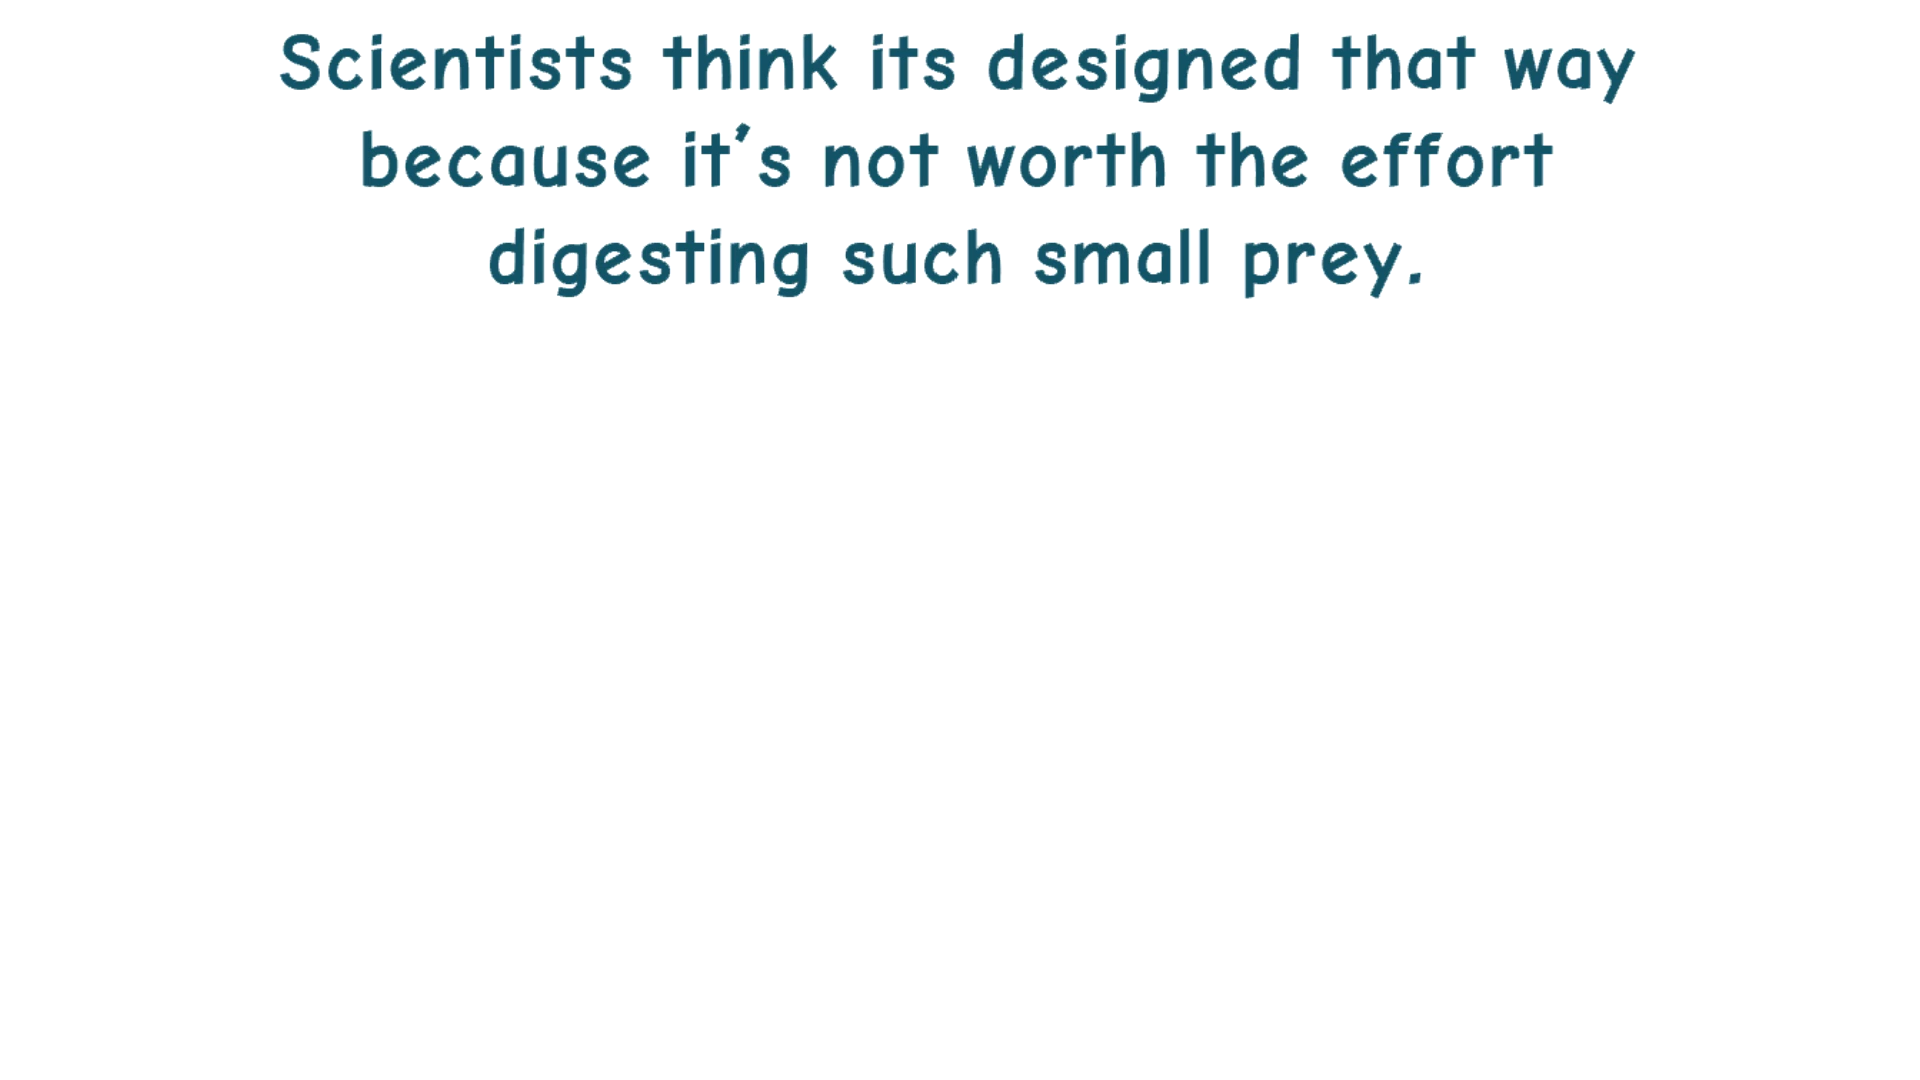 Scientists think its designed that way
because it's not worth the effort
digesting such small prey.